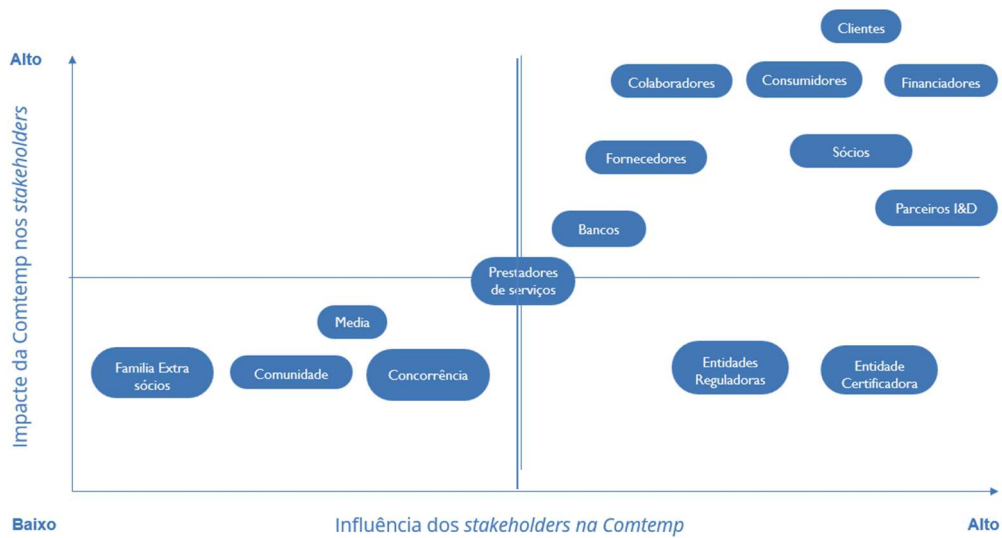 Clientes
Alto
Colaboradores
Consumidores
Financiadores
Fornecedores
Sócios
Parceiros I&D
Bancos
Prestadores
de serviços
Media
Familia Extra
sócios
Comunidade
Concorrência
Entidades
Reguladoras
Entidade
Certificadora
Impacte da Comtemp nos stakeholders
Baixo
Influência dos stakeholders na Comtemp
Alto